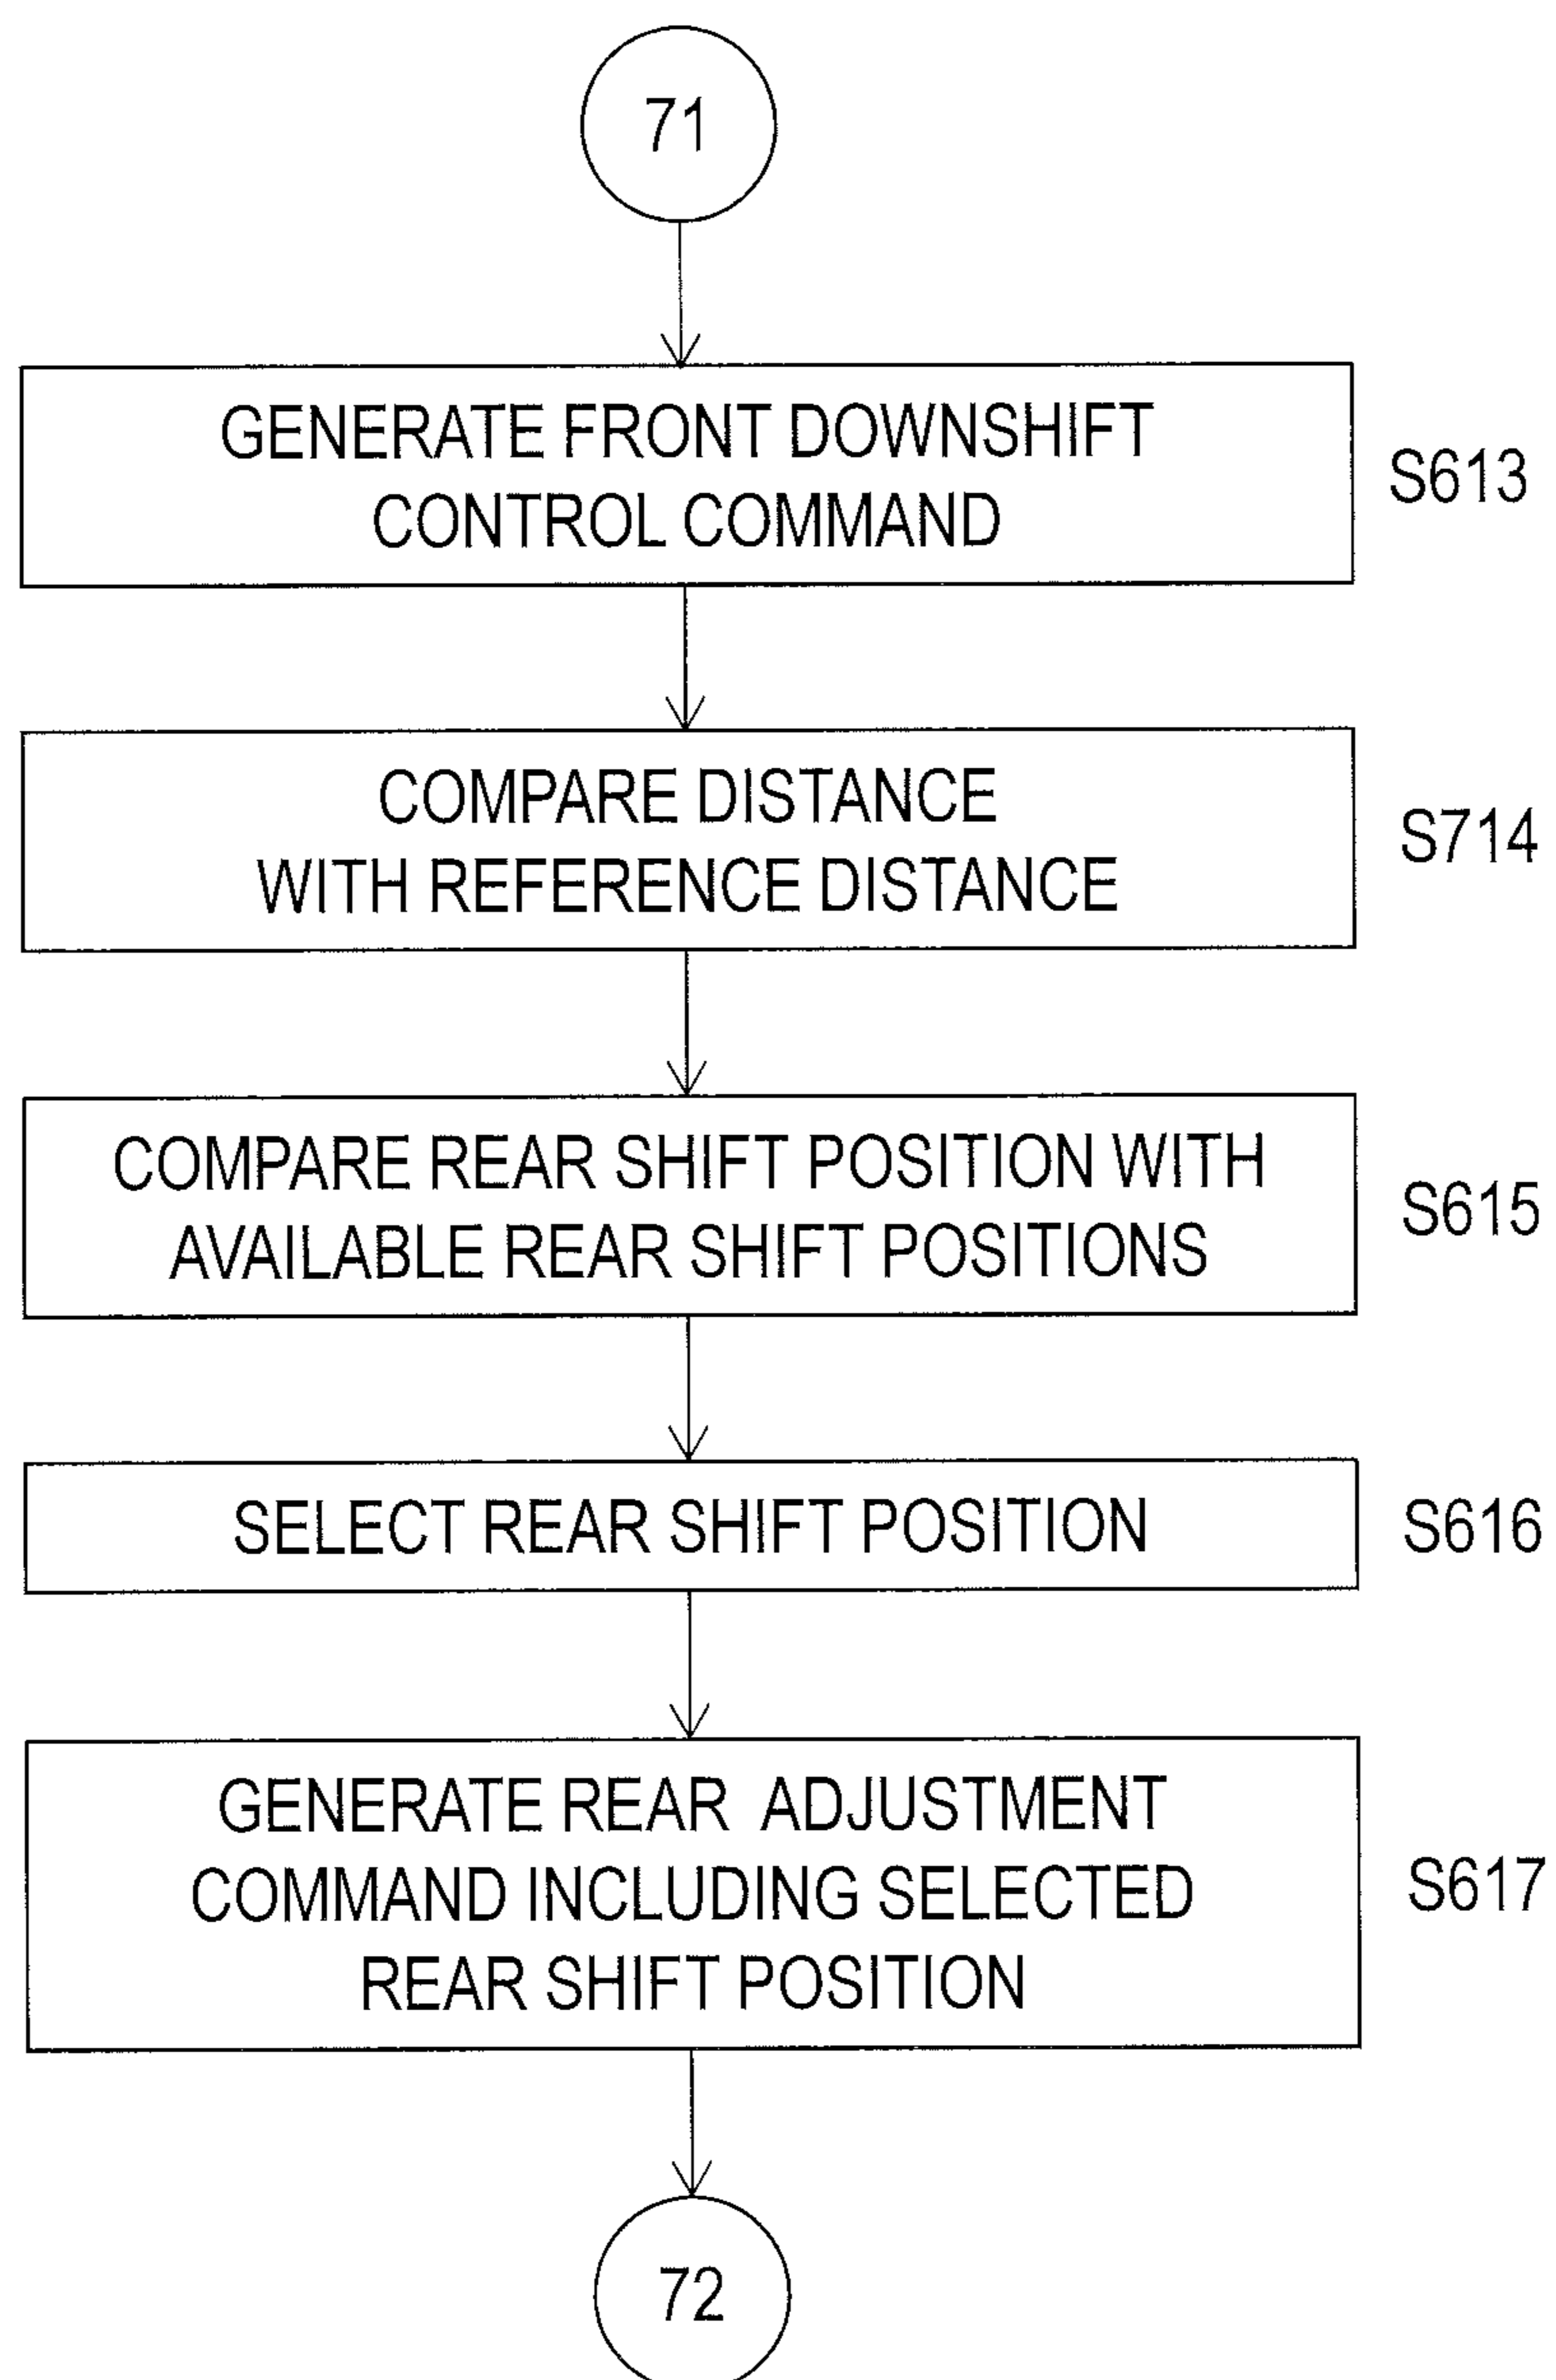 71
GENERATE FRONT DOWNSHIFT
CONTROL COMMAND
S613
COMPARE DISTANCE
WITH REFERENCE DISTANCE
S714
COMPARE REAR SHIFT POSITION WITH
AVAILABLE REAR SHIFT POSITIONS
S615
SELECT REAR SHIFT POSITION
S616
GENERATE REAR ADJUSTMENT
COMMAND INCLUDING SELECTED
REAR SHIFT POSITION
S617
72